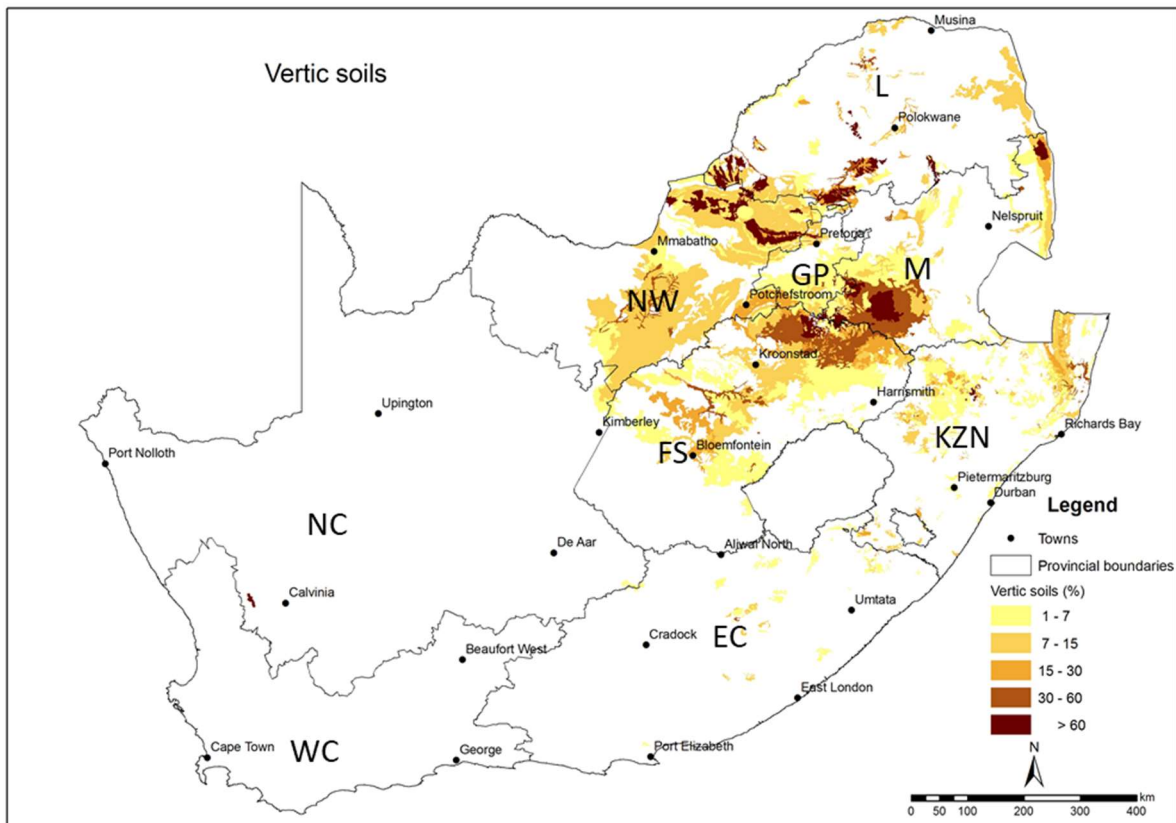 Musina
Vertic soils
L
Polokwane
Nelspruit
Mmabatho
Pretoria
GP
M
NW
Potchefstroom
Kroonstad
Harrismith
Upington
Kimberley
Richards Bay
KZN
FS
Bloemfontein
Port Nolloth
Pietermaritzburg
Durban
Legend
NC
De Aar
Aliwal North
Towns
Provincial boundaries
Vertic soils (%)
Calvinia
Umtata
1 - 7
7 - 15
15 - 30
30 - 60
> 60
EC
Cradock
Beaufort West
East London
WC
Cape Town
George
Port Elizabeth
N
km
0 50 100 200 300 400